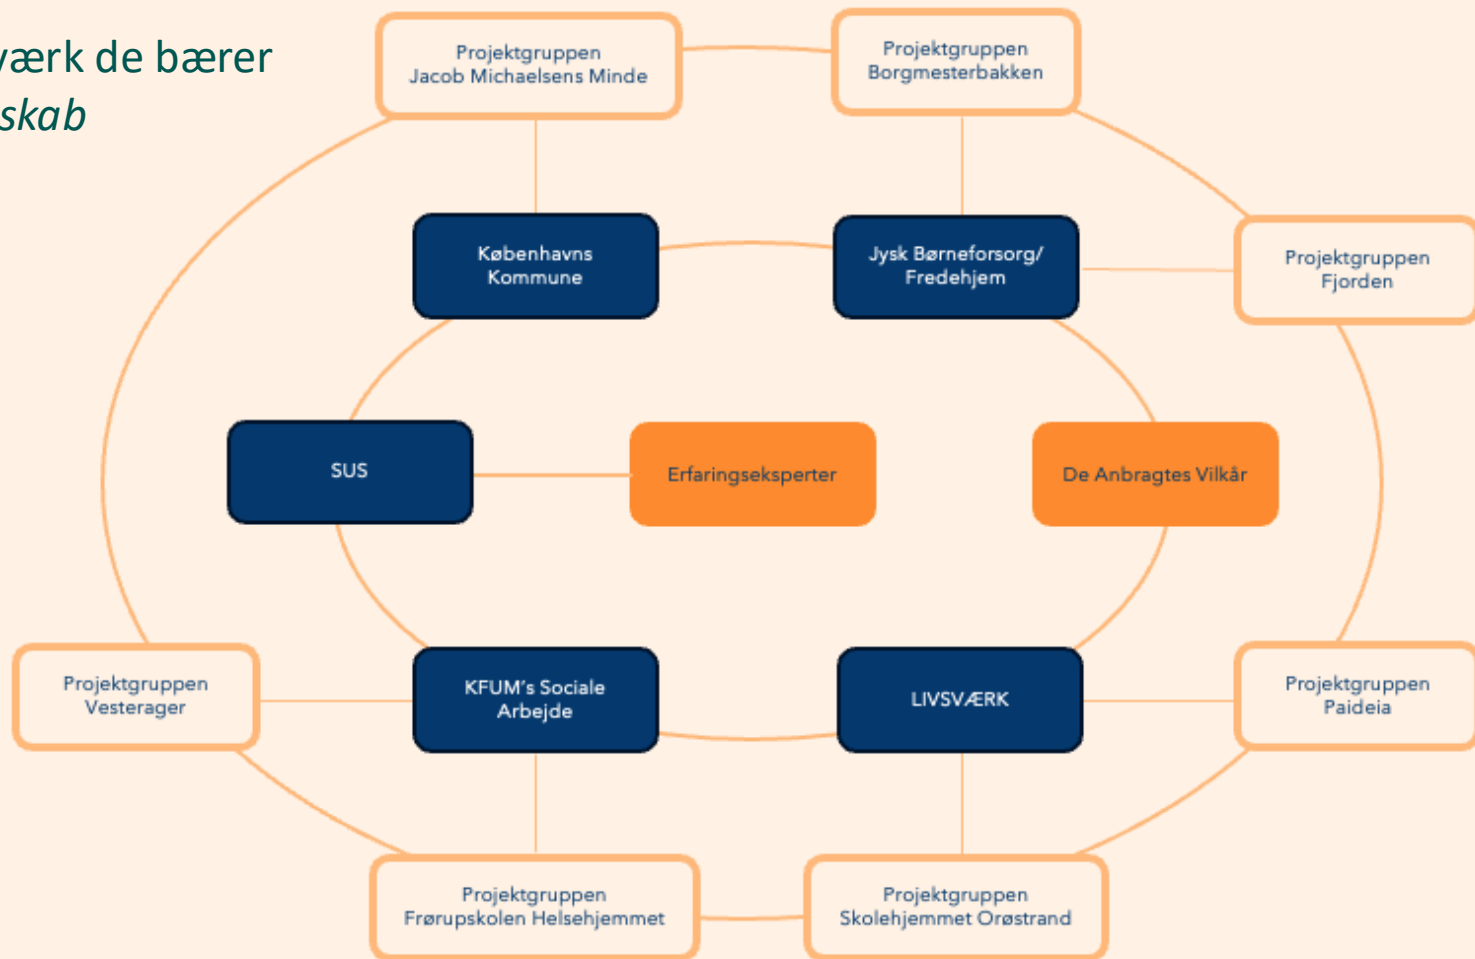 værk de bærer
skab
Projektgruppen
Jacob Michaelsens Minde
Projektgruppen
Borgmesterbakken
Københavns
Kommune
Jysk Børneforsorg/
Fredehjem
Projektgruppen
Fjorden
SUS
Erfaringseksperter
De Anbragtes Vilkår
Projektgruppen
Vesterager
KFUM's Sociale
Arbejde
LIVSVÆRK
Projektgruppen
Paideia
Projektgruppen
Frørupskolen Helsehjemmet
Projektgruppen
Skolehjemmet Orøstrand